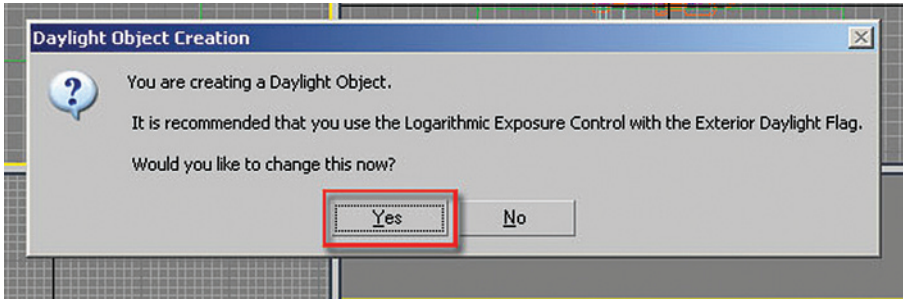 Daylight Object Creation
You are creating a Daylight Object.
It is recommended that you use the Logarithmic Exposure Control with the Exterior Daylight Flag.
Would you like to change this now?
Yes No